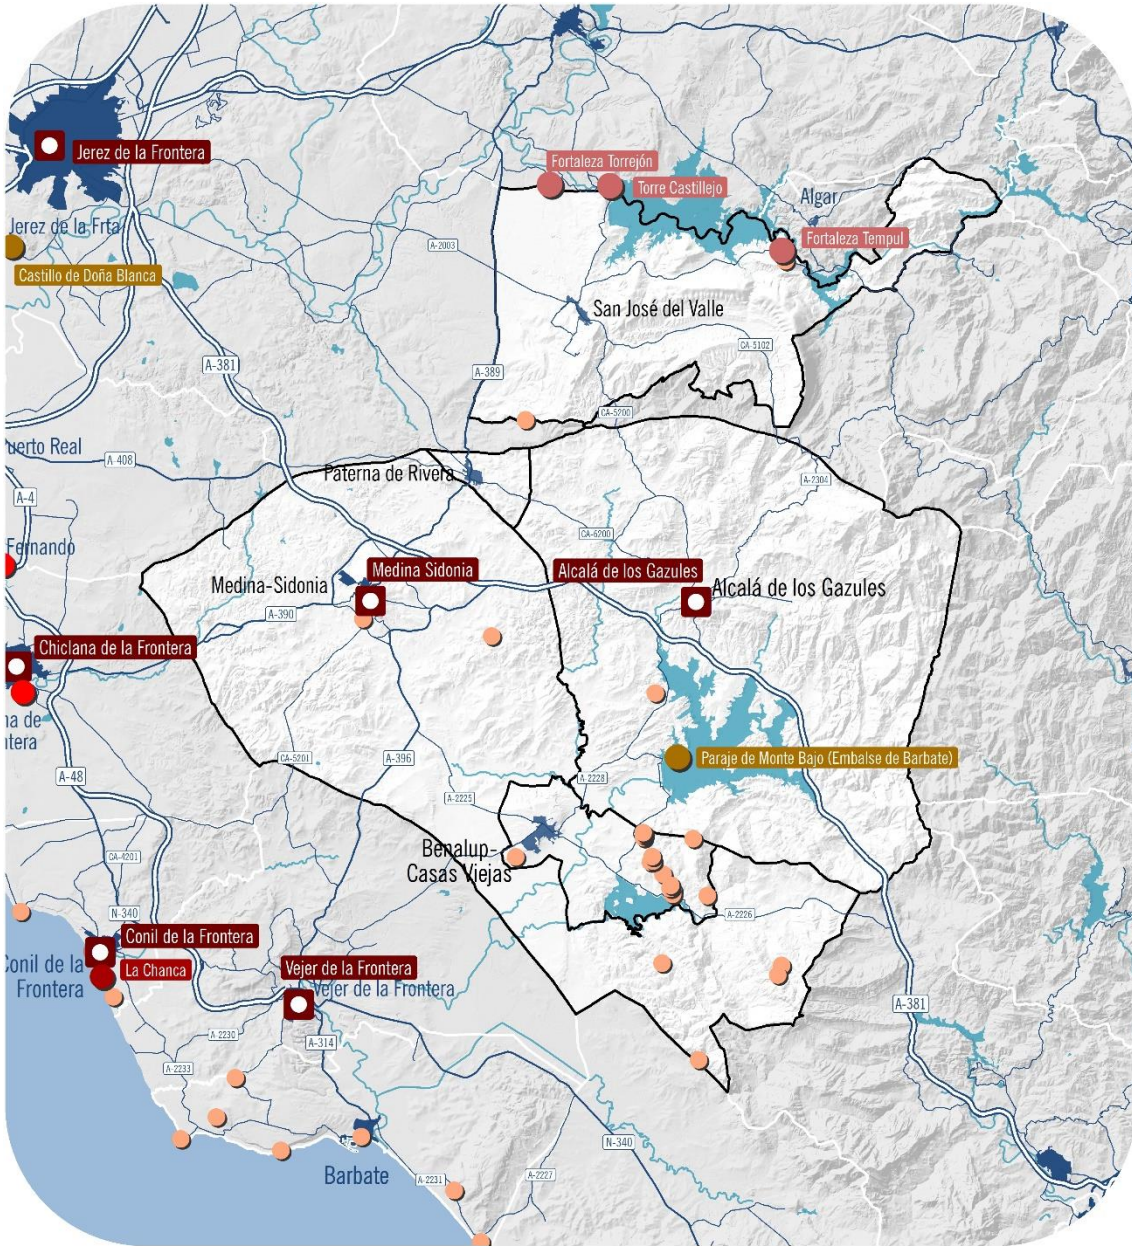 Jerez de la Frontera
Fortaleza Torrejón
Torre Castillejo
Algar
Jerez de la Frta
A-2003
Fortaleza Tempul
Castillo de Doña Blanca
San José del Valle
CA-5102
A-381
A-389
CA-5200
uerto Real
A-408
Paterna de Rivera
A-2304
A-4
CA-6200
Fernando
Medina Sidonia
Alcalá de los Gazules
Medina-Sidonia
Alcalá de los Gazules
A-390
Chiclana de la Frontera
na de
ntera
CA-5201
A-396
Paraje de Monte Bajo (Embalse de Barbate)
A-48
A-2228
A-2225
CA-4201
Benalup-
Casas Viejas
N-340
A-2226
Conil de la Frontera
Conil de la
Frontera
La Chanca
Vejer de la Frontera
Vejer de la Frontera
A-381
A-2230
A-314
A-2233
N-340
Barbate
A-2231
A-2227